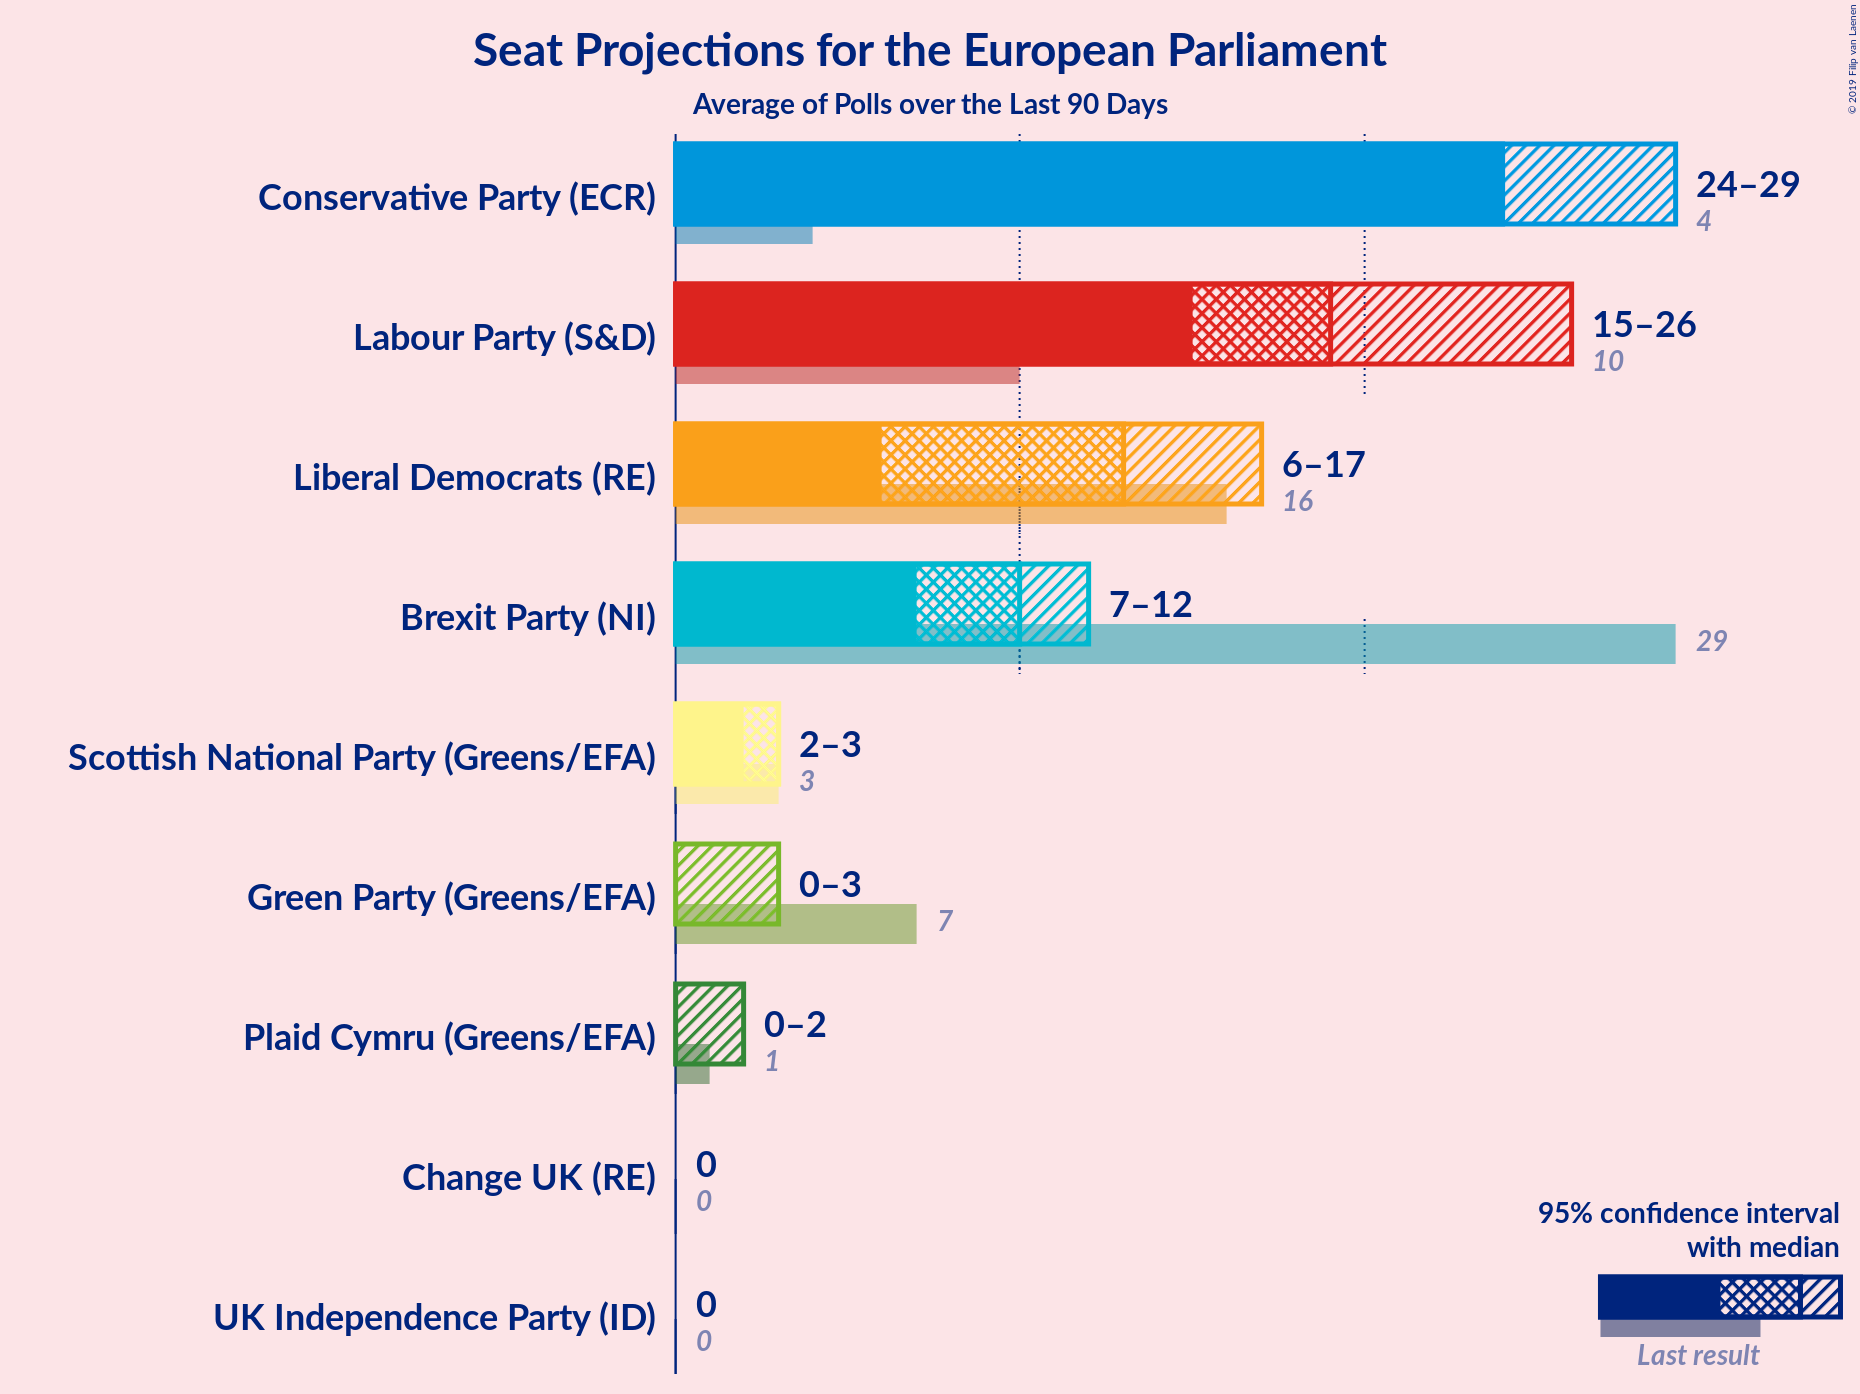 Seat Projections for the European Parliament
Average of Polls over the Last 90 Days
© 2019 Filip van Laenen
Conservative Party (ECR)
24–29
4
Labour Party (S&D)
15–26
10
Liberal Democrats (RE)
6–17
16
Brexit Party (NI)
7–12
29
Scottish National Party (Greens/EFA)
2–3
3
Green Party (Greens/EFA)
0–3
7
Plaid Cymru (Greens/EFA)
0–2
1
Change UK (RE)
0
0
UK Independence Party (ID)
0
0
95% confidence interval
with median
Last result